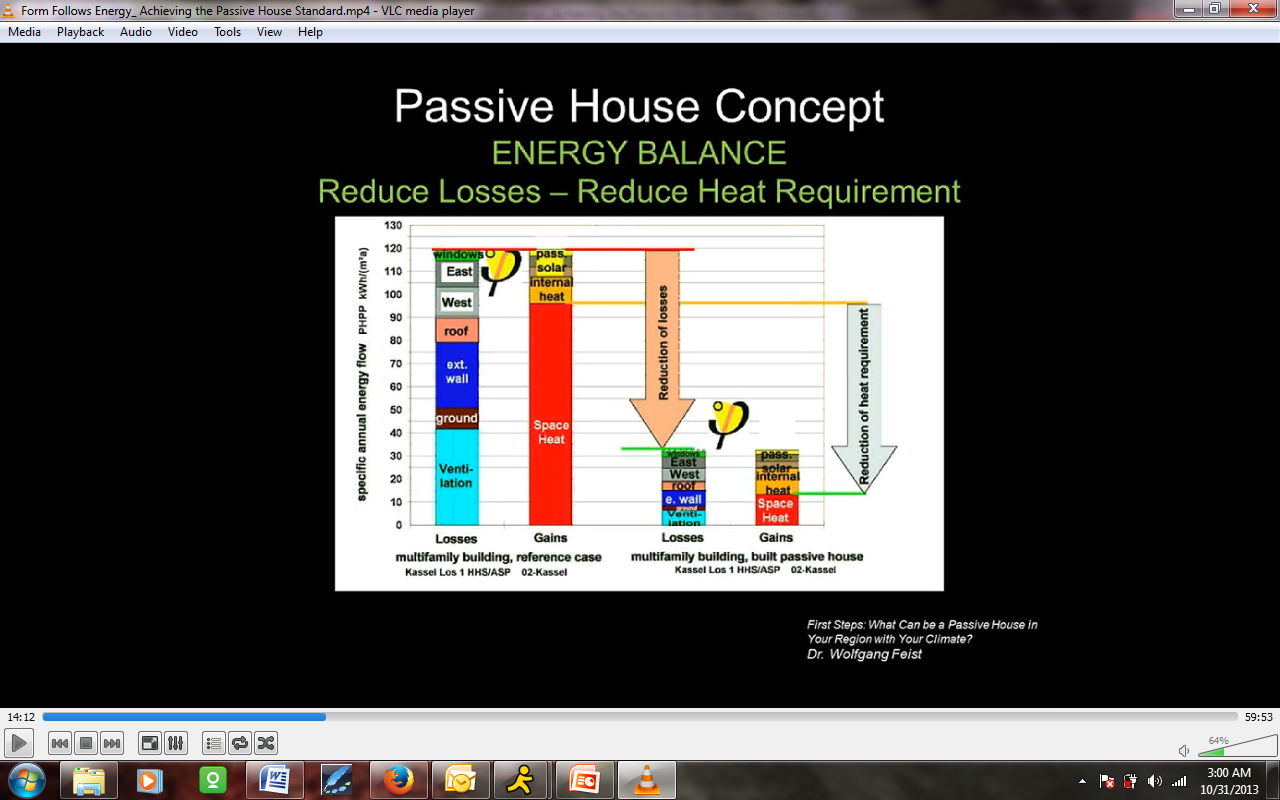 Form Follows Energy_ Achieving the Passive House Standard.mp4 - VLC media player
Media Playback Audio Video Tools View Help
Passive House Concept
ENERGY BALANCE
Reduce Losses – Reduce Heat Requirement
specific annual energy flow PHPP kWh/(m²a)
130
120
110
100
90
80
70
60
50
40
30
20
10
0
windows
East
West
roof
ext.
wall
ground
Venti-
lation
Losses
pass.
solar
internal
heat
Space
Heat
Gains
multifamily building, reference case
Kassel Los 1 HHS/ASP 02-Kassel
Reduction of losses
windows
East
West
roof
e. wall
ground
Venti-
lation
Losses
pass.
solar
internal
heat
Space
Heat
Gains
multifamily building, built passive house
Kassel Los 1 HHS/ASP 02-Kassel
Reduction of heat requirement
First Steps: What Can be a Passive House in
Your Region with Your Climate?
Dr. Wolfgang Feist
14:12
59:53
64%
3:00 AM
10/31/2013